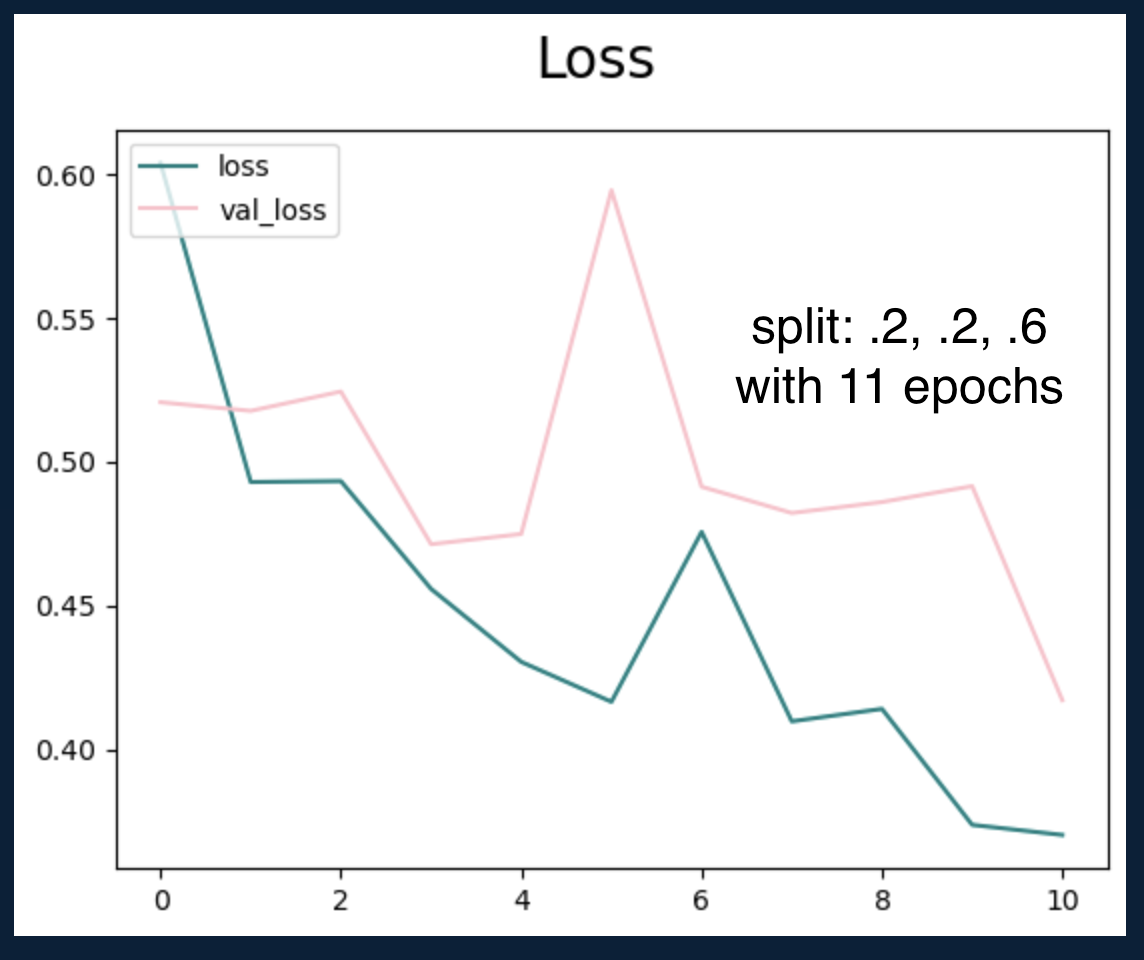 Loss
loss
val_loss
0.60
0.55
0.50
0.45
0.40
split: .2, .2, .6
with 11 epochs
0 2 4 6 8 10